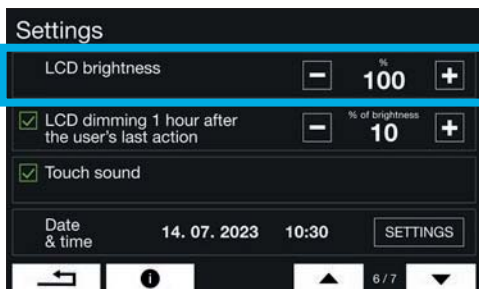 Settings
LCD brightness
%
100
LCD dimming 1 hour after
the user's last action
% of brightness
10
Touch sound
Date
& time
14. 07. 2023
10:30
SETTINGS
6 / 7